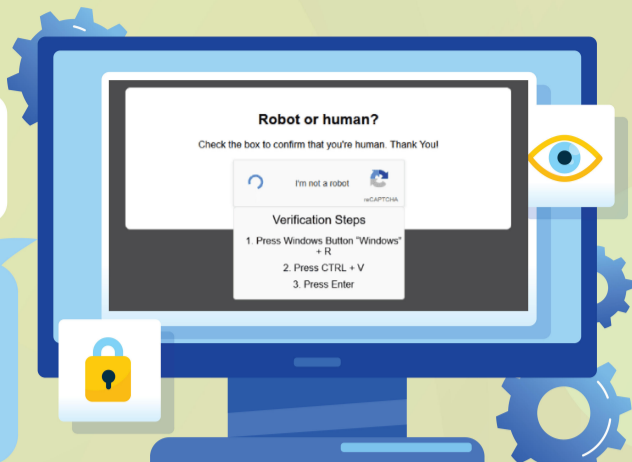 Robot or human?
Check the box to confirm that you're human. Thank You!
I'm not a robot
reCAPTCHA
Verification Steps
1. Press Windows Button "Windows"
+ R
2. Press CTRL + V
3. Press Enter